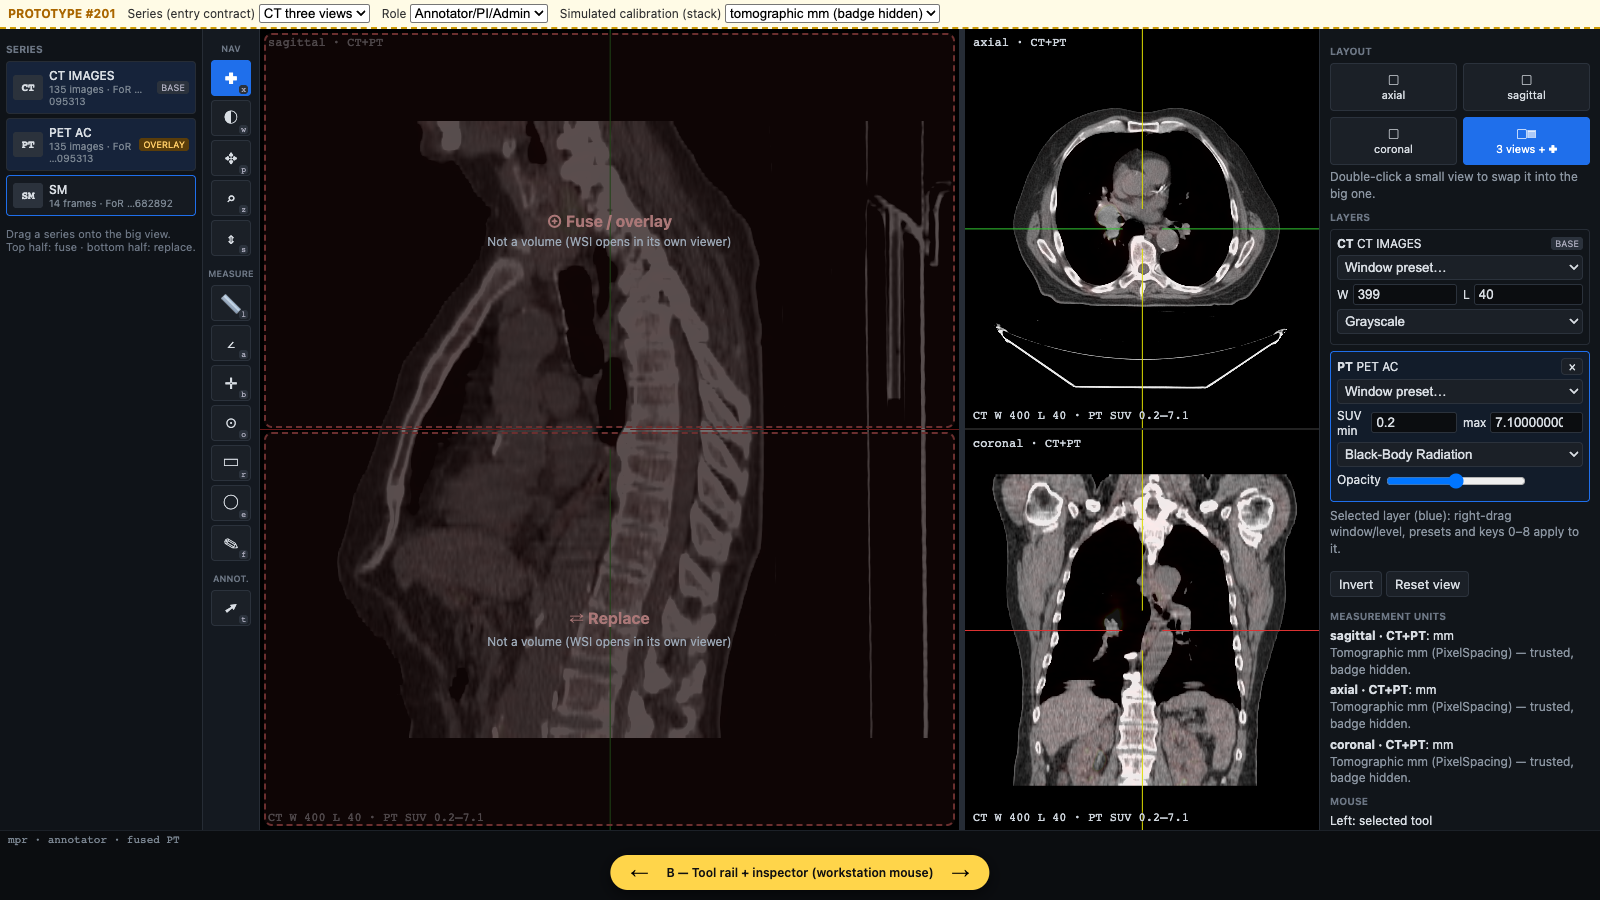 PROTOTYPE #201 Series (entry contract) CT three views Role Annotator/PI/Admin Simulated calibration (stack) tomographic mm (badge hidden)
SERIES
CT CT IMAGES
135 images · FoR ...
095313
BASE
PT PET AC
135 images · FoR
...095313
OVERLAY
SM SM
14 frames · FoR ...682892
Drag a series onto the big view.
Top half: fuse · bottom half: replace.
NAV
x
w
p
z
s
MEASURE
l
a
b
o
r
e
f
ANNOT.
t
sagittal · CT+PT
Fuse / overlay
Not a volume (WSI opens in its own viewer)
Replace
Not a volume (WSI opens in its own viewer)
CT W 400 L 40 · PT SUV 0.2–7.1
axial · CT+PT
CT W 400 L 40 · PT SUV 0.2–7.1
coronal · CT+PT
CT W 400 L 40 · PT SUV 0.2–7.1
LAYOUT
axial
sagittal
coronal
3 views +
Double-click a small view to swap it into the
big one.
LAYERS
CT CT IMAGES BASE
Window preset...
W 399 L 40
Grayscale
PT PET AC ×
Window preset...
SUV min 0.2 max 7.1000000
Black-Body Radiation
Opacity
Selected layer (blue): right-drag
window/level, presets and keys 0–8 apply to
it.
Invert Reset view
MEASUREMENT UNITS
sagittal · CT+PT: mm
Tomographic mm (PixelSpacing) — trusted,
badge hidden.
axial · CT+PT: mm
Tomographic mm (PixelSpacing) — trusted,
badge hidden.
coronal · CT+PT: mm
Tomographic mm (PixelSpacing) — trusted,
badge hidden.
MOUSE
Left: selected tool
mpr · annotator · fused PT
← B — Tool rail + inspector (workstation mouse) →